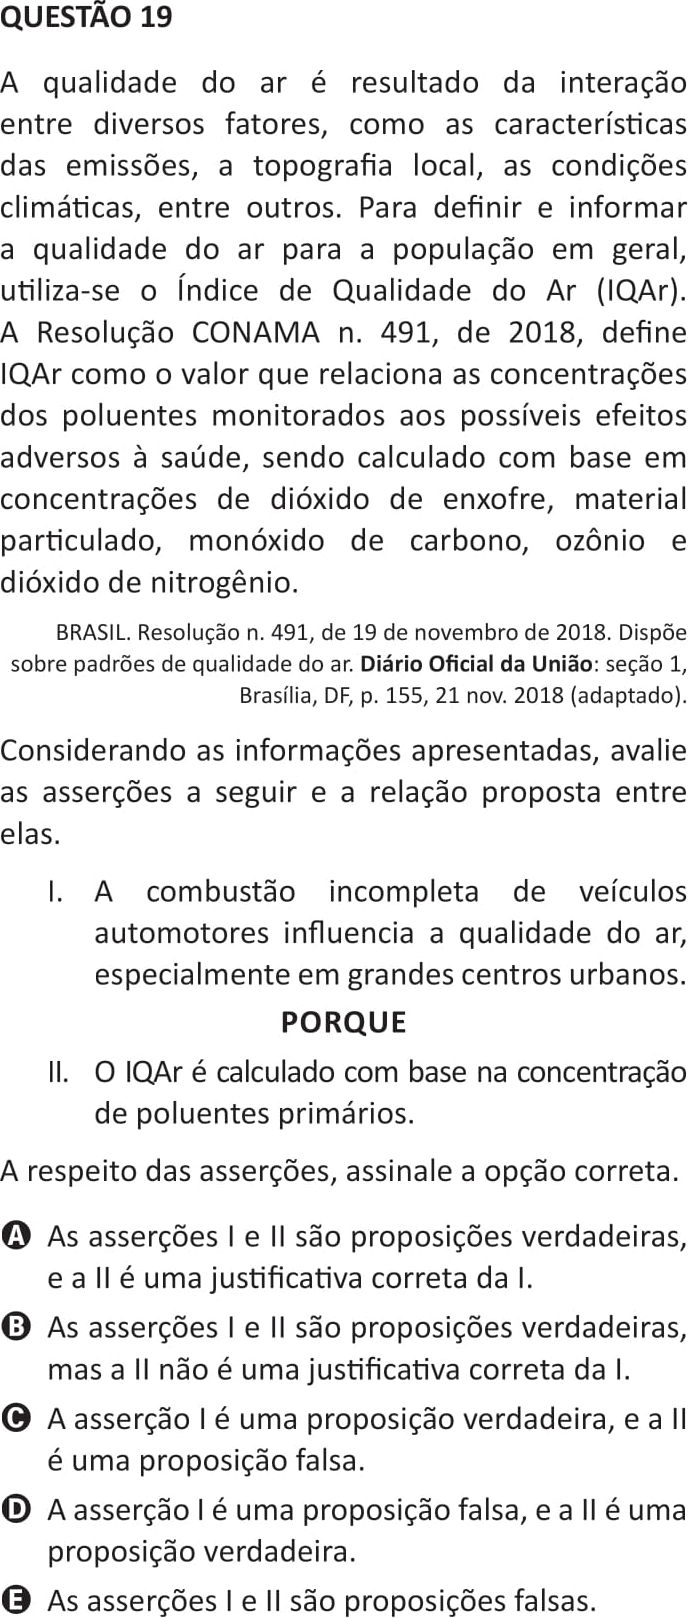 QUESTÃO 19
A qualidade do ar é resultado da interação
entre diversos fatores, como as características
das emissões, a topografia local, as condições
climáticas, entre outros. Para definir e informar
a qualidade do ar para a população em geral,
utiliza-se o Índice de Qualidade do Ar (IQAr).
A Resolução CONAMA n. 491, de 2018, define
IQAr como o valor que relaciona as concentrações
dos poluentes monitorados aos possíveis efeitos
adversos à saúde, sendo calculado com base em
concentrações de dióxido de enxofre, material
particulado, monóxido de carbono, ozônio e
dióxido de nitrogênio.
BRASIL. Resolução n. 491, de 19 de novembro de 2018. Dispõe
sobre padrões de qualidade do ar. Diário Oficial da União: seção 1,
Brasília, DF, p. 155, 21 nov. 2018 (adaptado).
Considerando as informações apresentadas, avalie
as asserções a seguir e a relação proposta entre
elas.
I. A combustão incompleta de veículos
automotores influencia a qualidade do ar,
especialmente em grandes centros urbanos.
PORQUE
II. O IQAr é calculado com base na concentração
de poluentes primários.
A respeito das asserções, assinale a opção correta.
A As asserções I e II são proposições verdadeiras,
e a II é uma justificativa correta da I.
B As asserções I e II são proposições verdadeiras,
mas a II não é uma justificativa correta da I.
C A asserção I é uma proposição verdadeira, e a II
é uma proposição falsa.
D A asserção I é uma proposição falsa, e a II é uma
proposição verdadeira.
E As asserções I e II são proposições falsas.